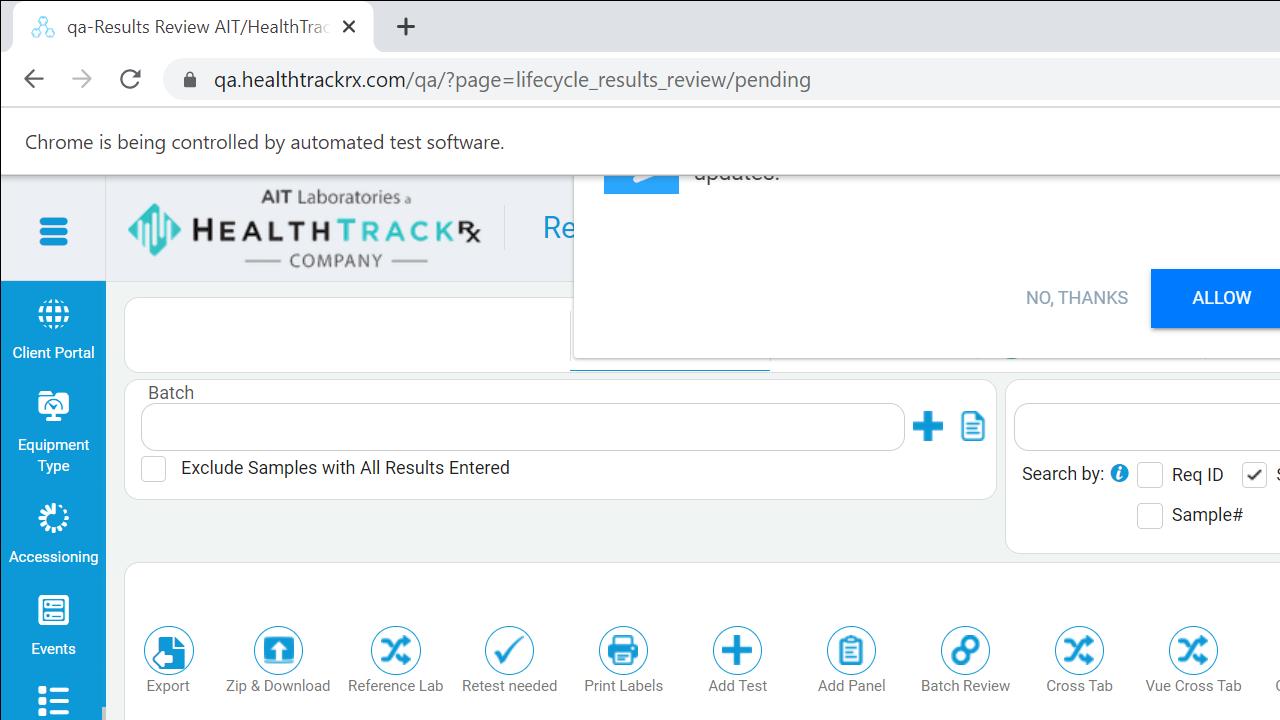 qa-Results Review AIT/HealthTrac
qa.healthtrackrx.com/qa/?page=lifecycle_results_review/pending
Chrome is being controlled by automated test software.
updates.
AIT Laboratories a
HEALTHTRACKRx
COMPANY
Re
NO, THANKS
ALLOW
Client Portal
Batch
Equipment
Type
Exclude Samples with All Results Entered
Search by:
Req ID
Sample#
Accessioning
Events
Export
Zip & Download
Reference Lab
Retest needed
Print Labels
Add Test
Add Panel
Batch Review
Cross Tab
Vue Cross Tab